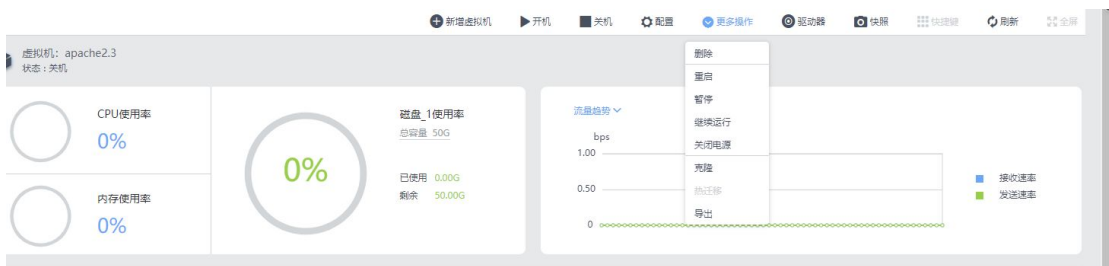 新增虚拟机 开机 关机 配置 更多操作 驱动器 快照 快捷键 刷新 全屏
虚拟机：apache2.3
状态：关机
删除
重启
暂停
继续运行
关闭电源
克隆
热迁移
导出
CPU使用率
0%
内存使用率
0%
0%
磁盘_1使用率
总容量 50G
已使用 0.00G
剩余 50.00G
流量趋势
bps
1.00
0.50
0
接收速率
发送速率